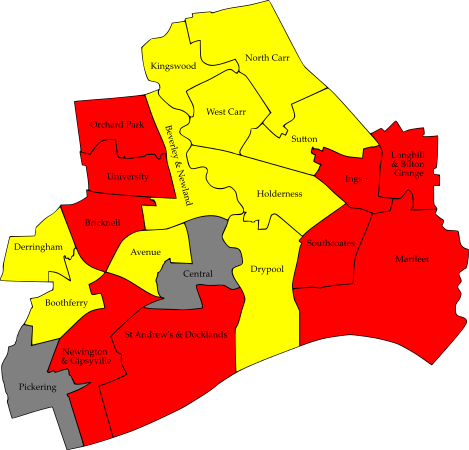 North Carr
Kingswood
West Carr
Orchard Park
Beverley & Newland
Sutton
Longhill
& Bilton
Grange
University
Ings
Holderness
Bricknell
Derringham
Avenue
Southcoates
Marfleet
Central
Drypool
Boothferry
St Andrew's & Docklands
Newington
& Gipsyville
Pickering